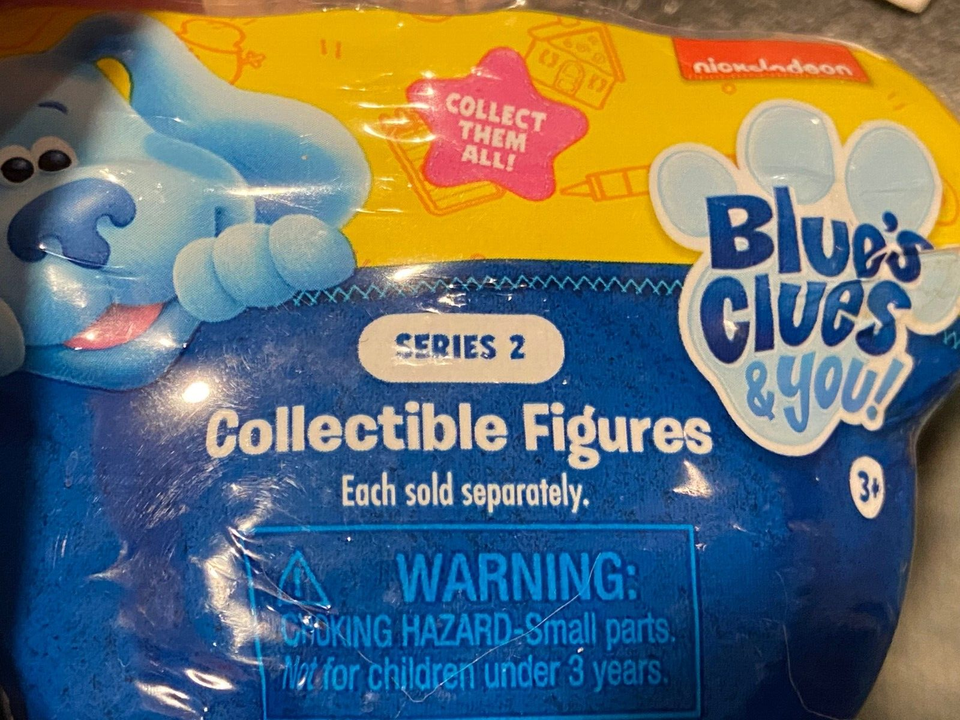 nickelodeon
COLLECT
THEM
ALL!
Blue's
Clues
& you!
SERIES 2
Collectible Figures
Each sold separately.
3+
WARNING:
CHOKING HAZARD-Small parts.
Not for children under 3 years.